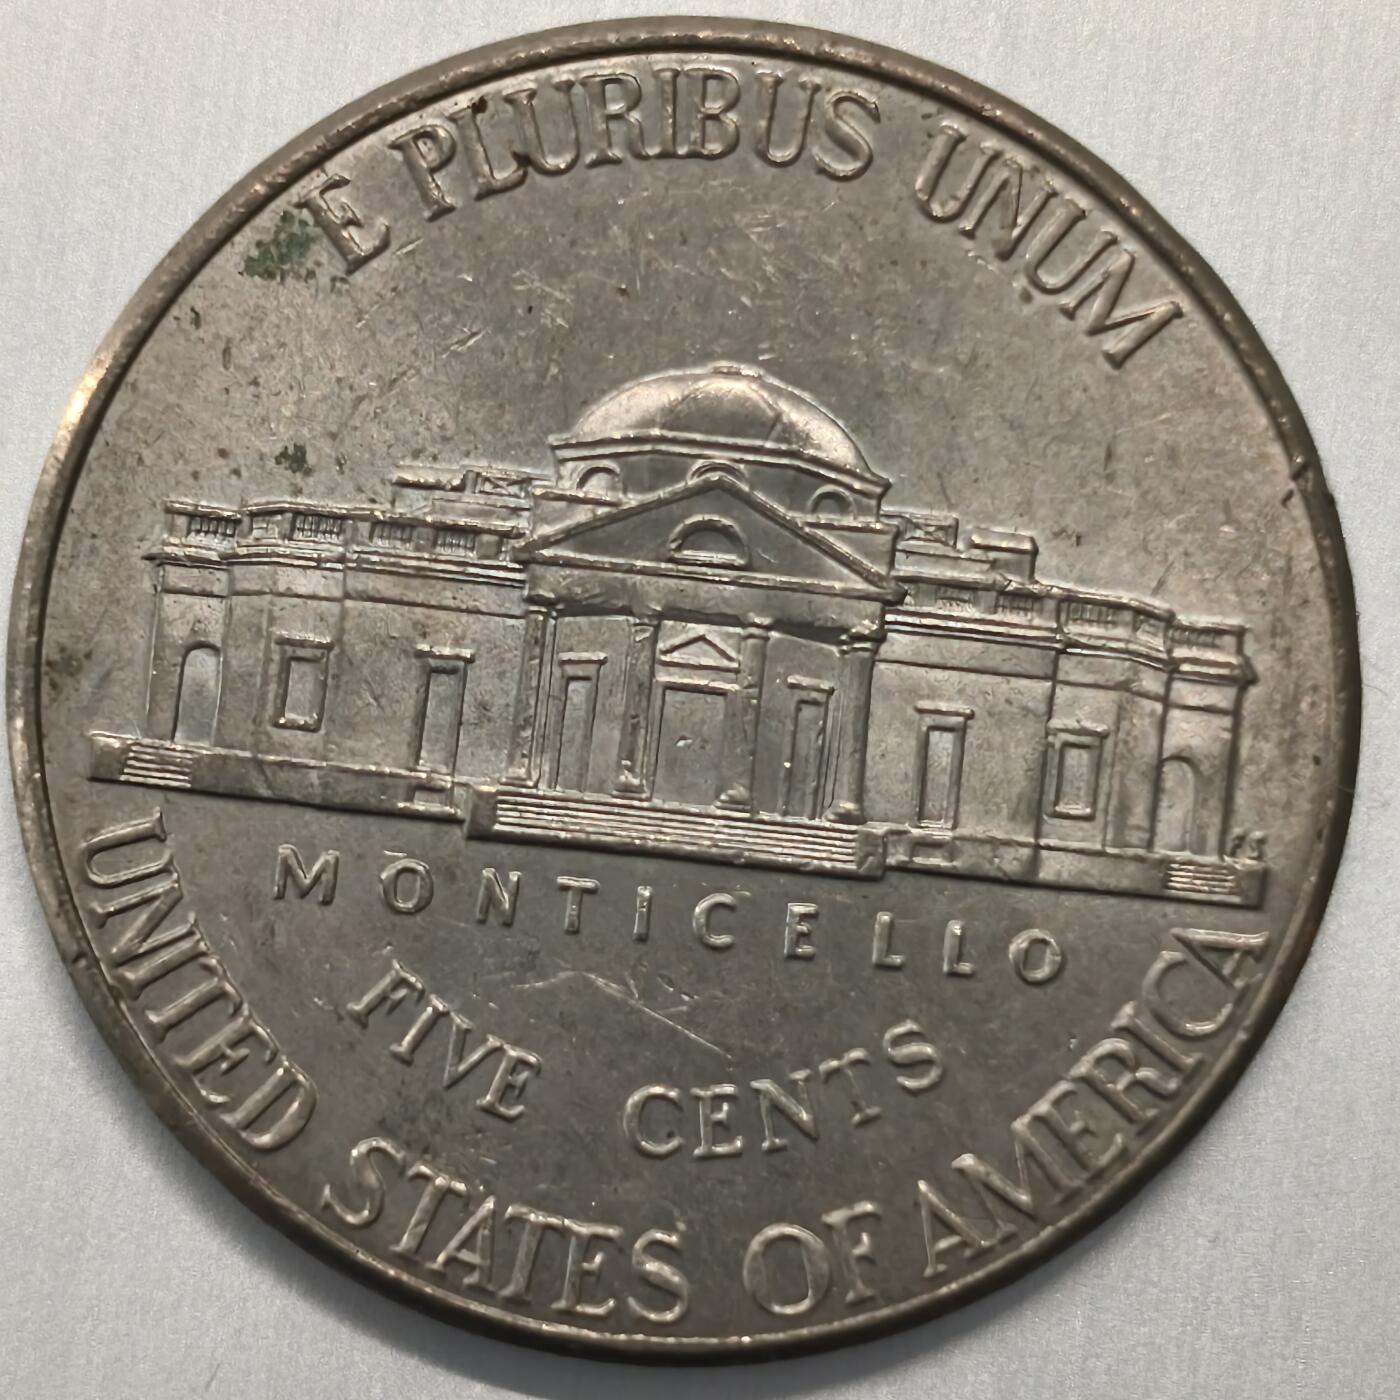 E PLURIBUS UNUM
FS
MONTICELLO
FIVE CENTS
UNITED STATES OF AMERICA